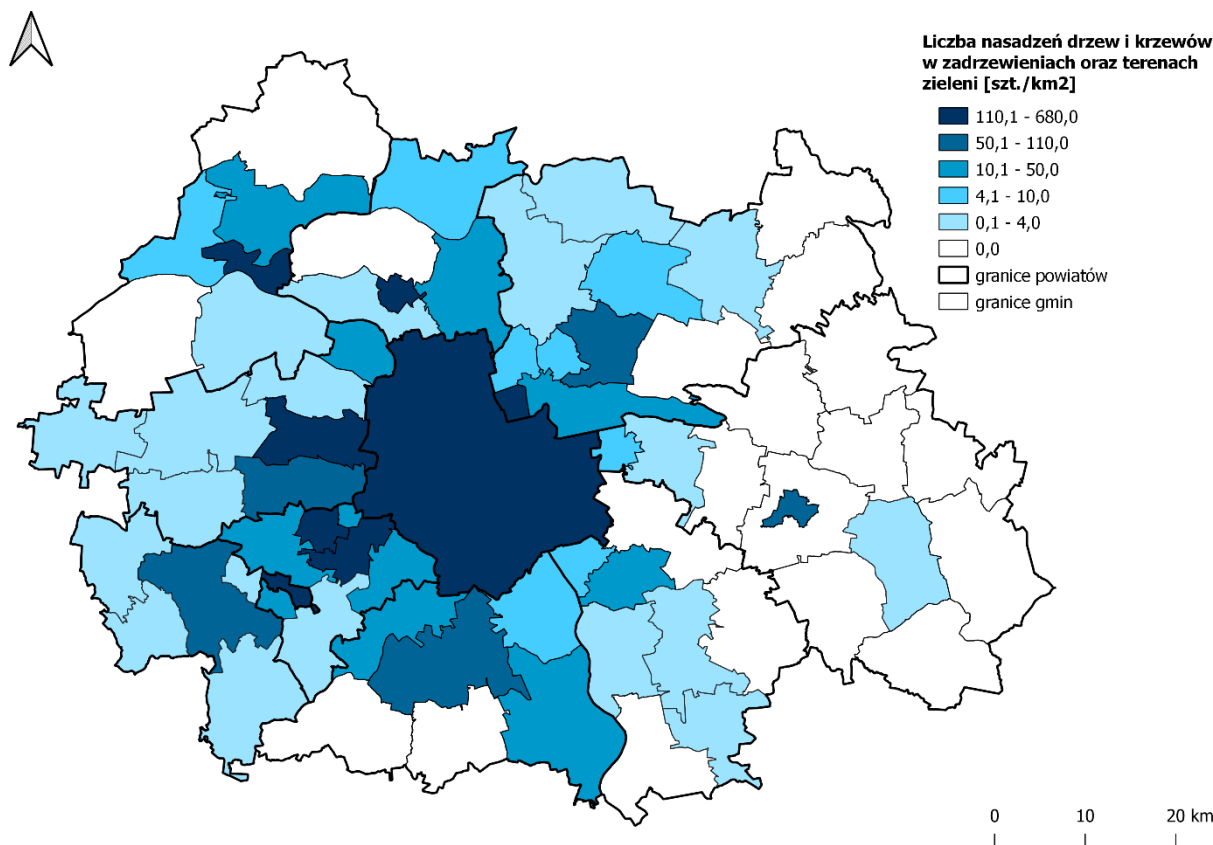 Liczba nasadzeń drzew i krzewów
w zadrzewieniach oraz terenach
zieleni [szt./km2]
110,1 - 680,0
50,1 - 110,0
10,1 - 50,0
4,1 - 10,0
0,1 - 4,0
0,0
granice powiatów
granice gmin
0 10 20 km